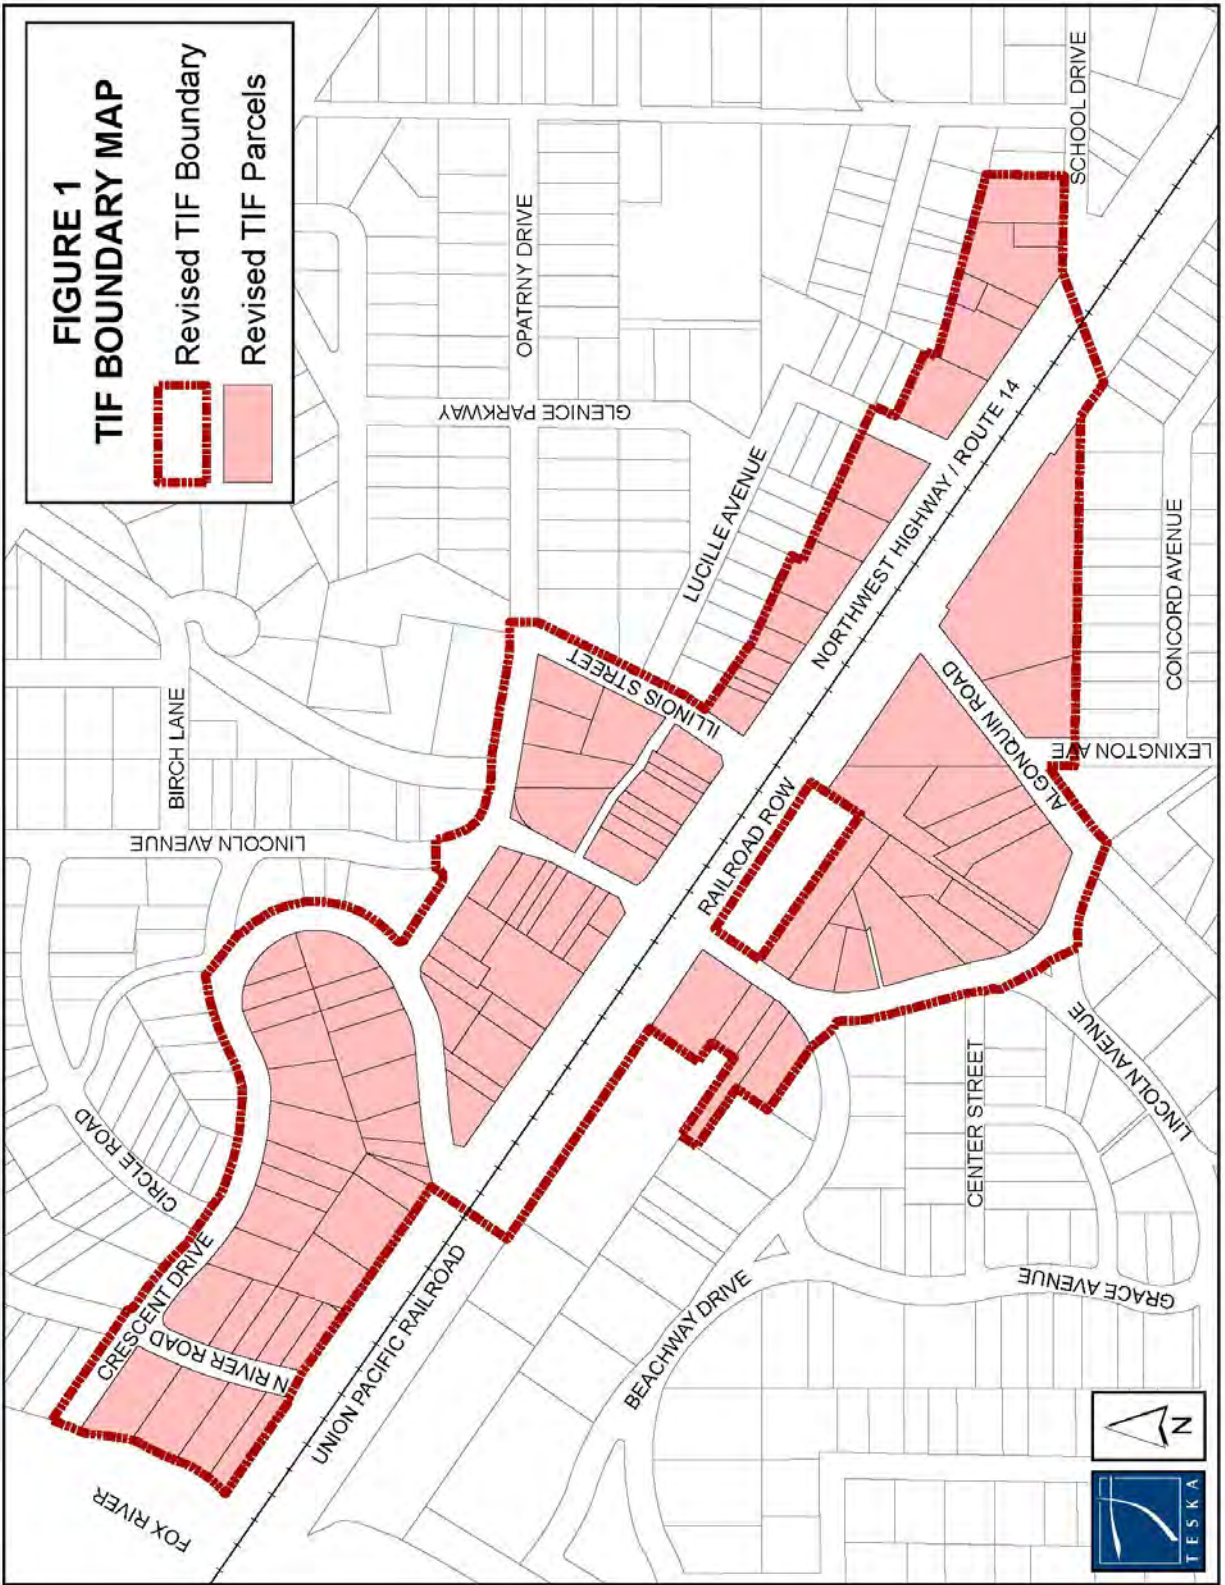 FIGURE 1
TIF BOUNDARY MAP
Revised TIF Boundary
Revised TIF Parcels
SCHOOL DRIVE
OPATRNY DRIVE
GLENICE PARKWAY
LUCILLE AVENUE
NORTHWEST HIGHWAY / ROUTE 14
CONCORD AVENUE
ILLINOIS STREET
BIRCH LANE
LINCOLN AVENUE
ALGONQUIN ROAD
LEXINGTON AVE
RAILROAD ROW
CIRCLE ROAD
CRESCENT DRIVE
N RIVER ROAD
UNION PACIFIC RAILROAD
FOX RIVER
BEACHWAY DRIVE
CENTER STREET
LINCOLN AVENUE
GRACE AVENUE
N
TESKA